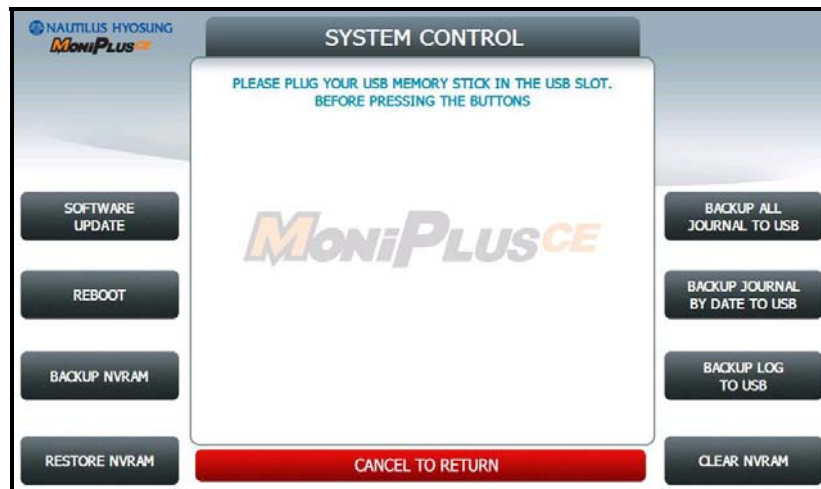 NAUTILUS HYOSUNG
MoniPlusCE
SYSTEM CONTROL
PLEASE PLUG YOUR USB MEMORY STICK IN THE USB SLOT.
BEFORE PRESSING THE BUTTONS
MoniPlusCE
SOFTWARE
UPDATE
REBOOT
BACKUP NVRAM
RESTORE NVRAM
BACKUP ALL
JOURNAL TO USB
BACKUP JOURNAL
BY DATE TO USB
BACKUP LOG
TO USB
CLEAR NVRAM
CANCEL TO RETURN